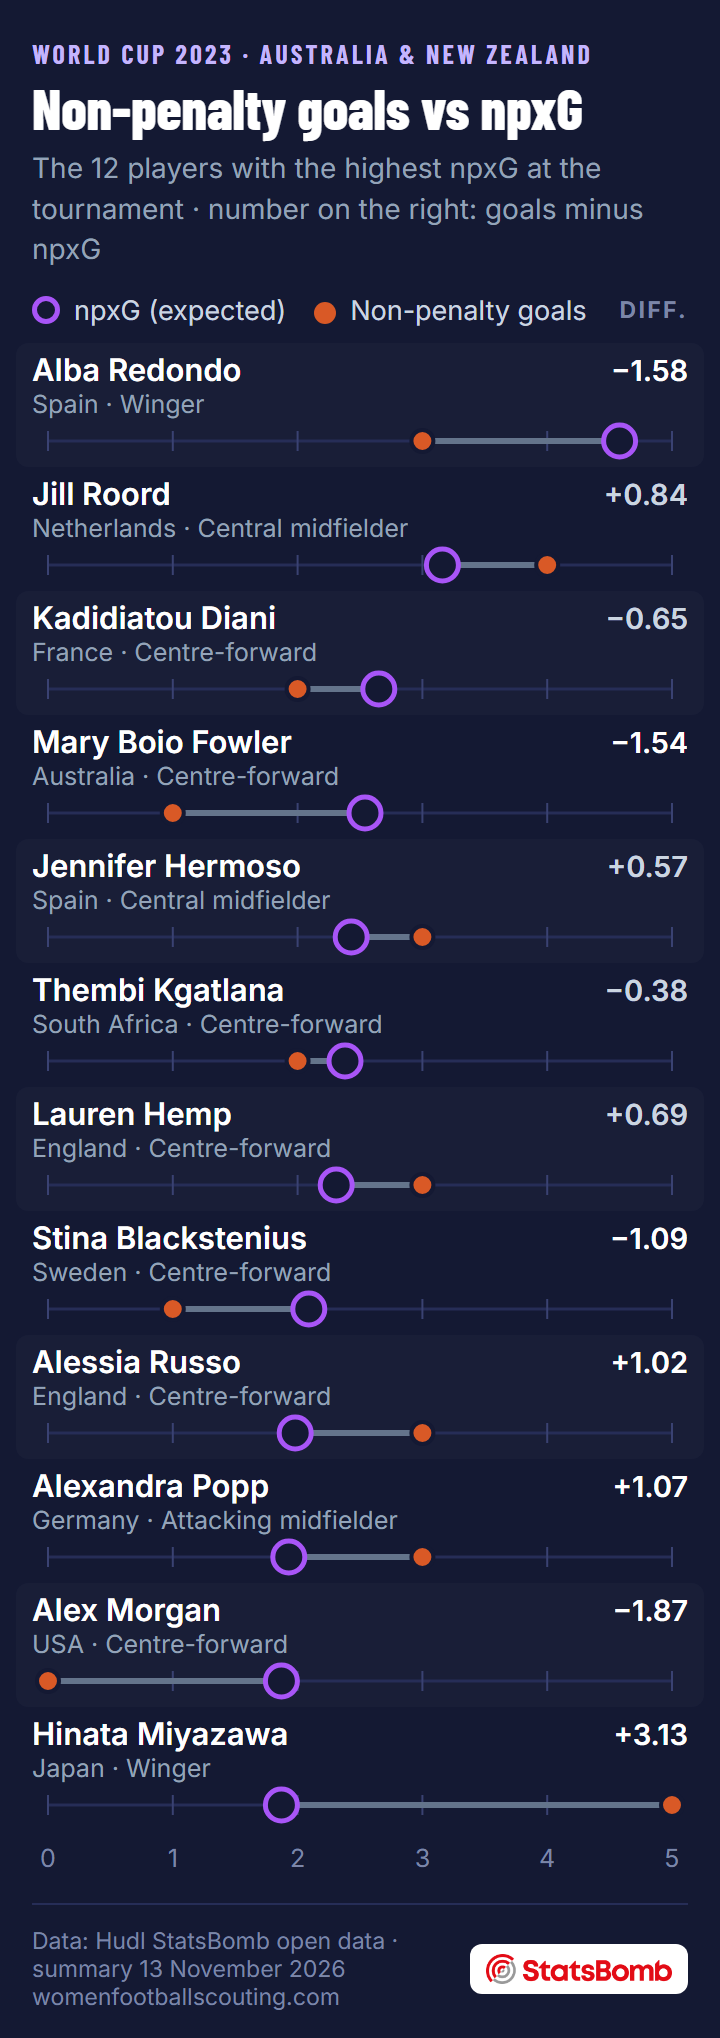 WORLD CUP 2023 · AUSTRALIA & NEW ZEALAND
Non-penalty goals vs npxG
The 12 players with the highest npxG at the
tournament · number on the right: goals minus
npxG
npxG (expected) Non-penalty goals DIFF.
Alba Redondo −1.58
Spain · Winger
Jill Roord +0.84
Netherlands · Central midfielder
Kadidiatou Diani −0.65
France · Centre-forward
Mary Boio Fowler −1.54
Australia · Centre-forward
Jennifer Hermoso +0.57
Spain · Central midfielder
Thembi Kgatlana −0.38
South Africa · Centre-forward
Lauren Hemp +0.69
England · Centre-forward
Stina Blackstenius −1.09
Sweden · Centre-forward
Alessia Russo +1.02
England · Centre-forward
Alexandra Popp +1.07
Germany · Attacking midfielder
Alex Morgan −1.87
USA · Centre-forward
Hinata Miyazawa +3.13
Japan · Winger
0 1 2 3 4 5
Data: Hudl StatsBomb open data ·
summary 13 November 2026
womenfootballscouting.com
StatsBomb